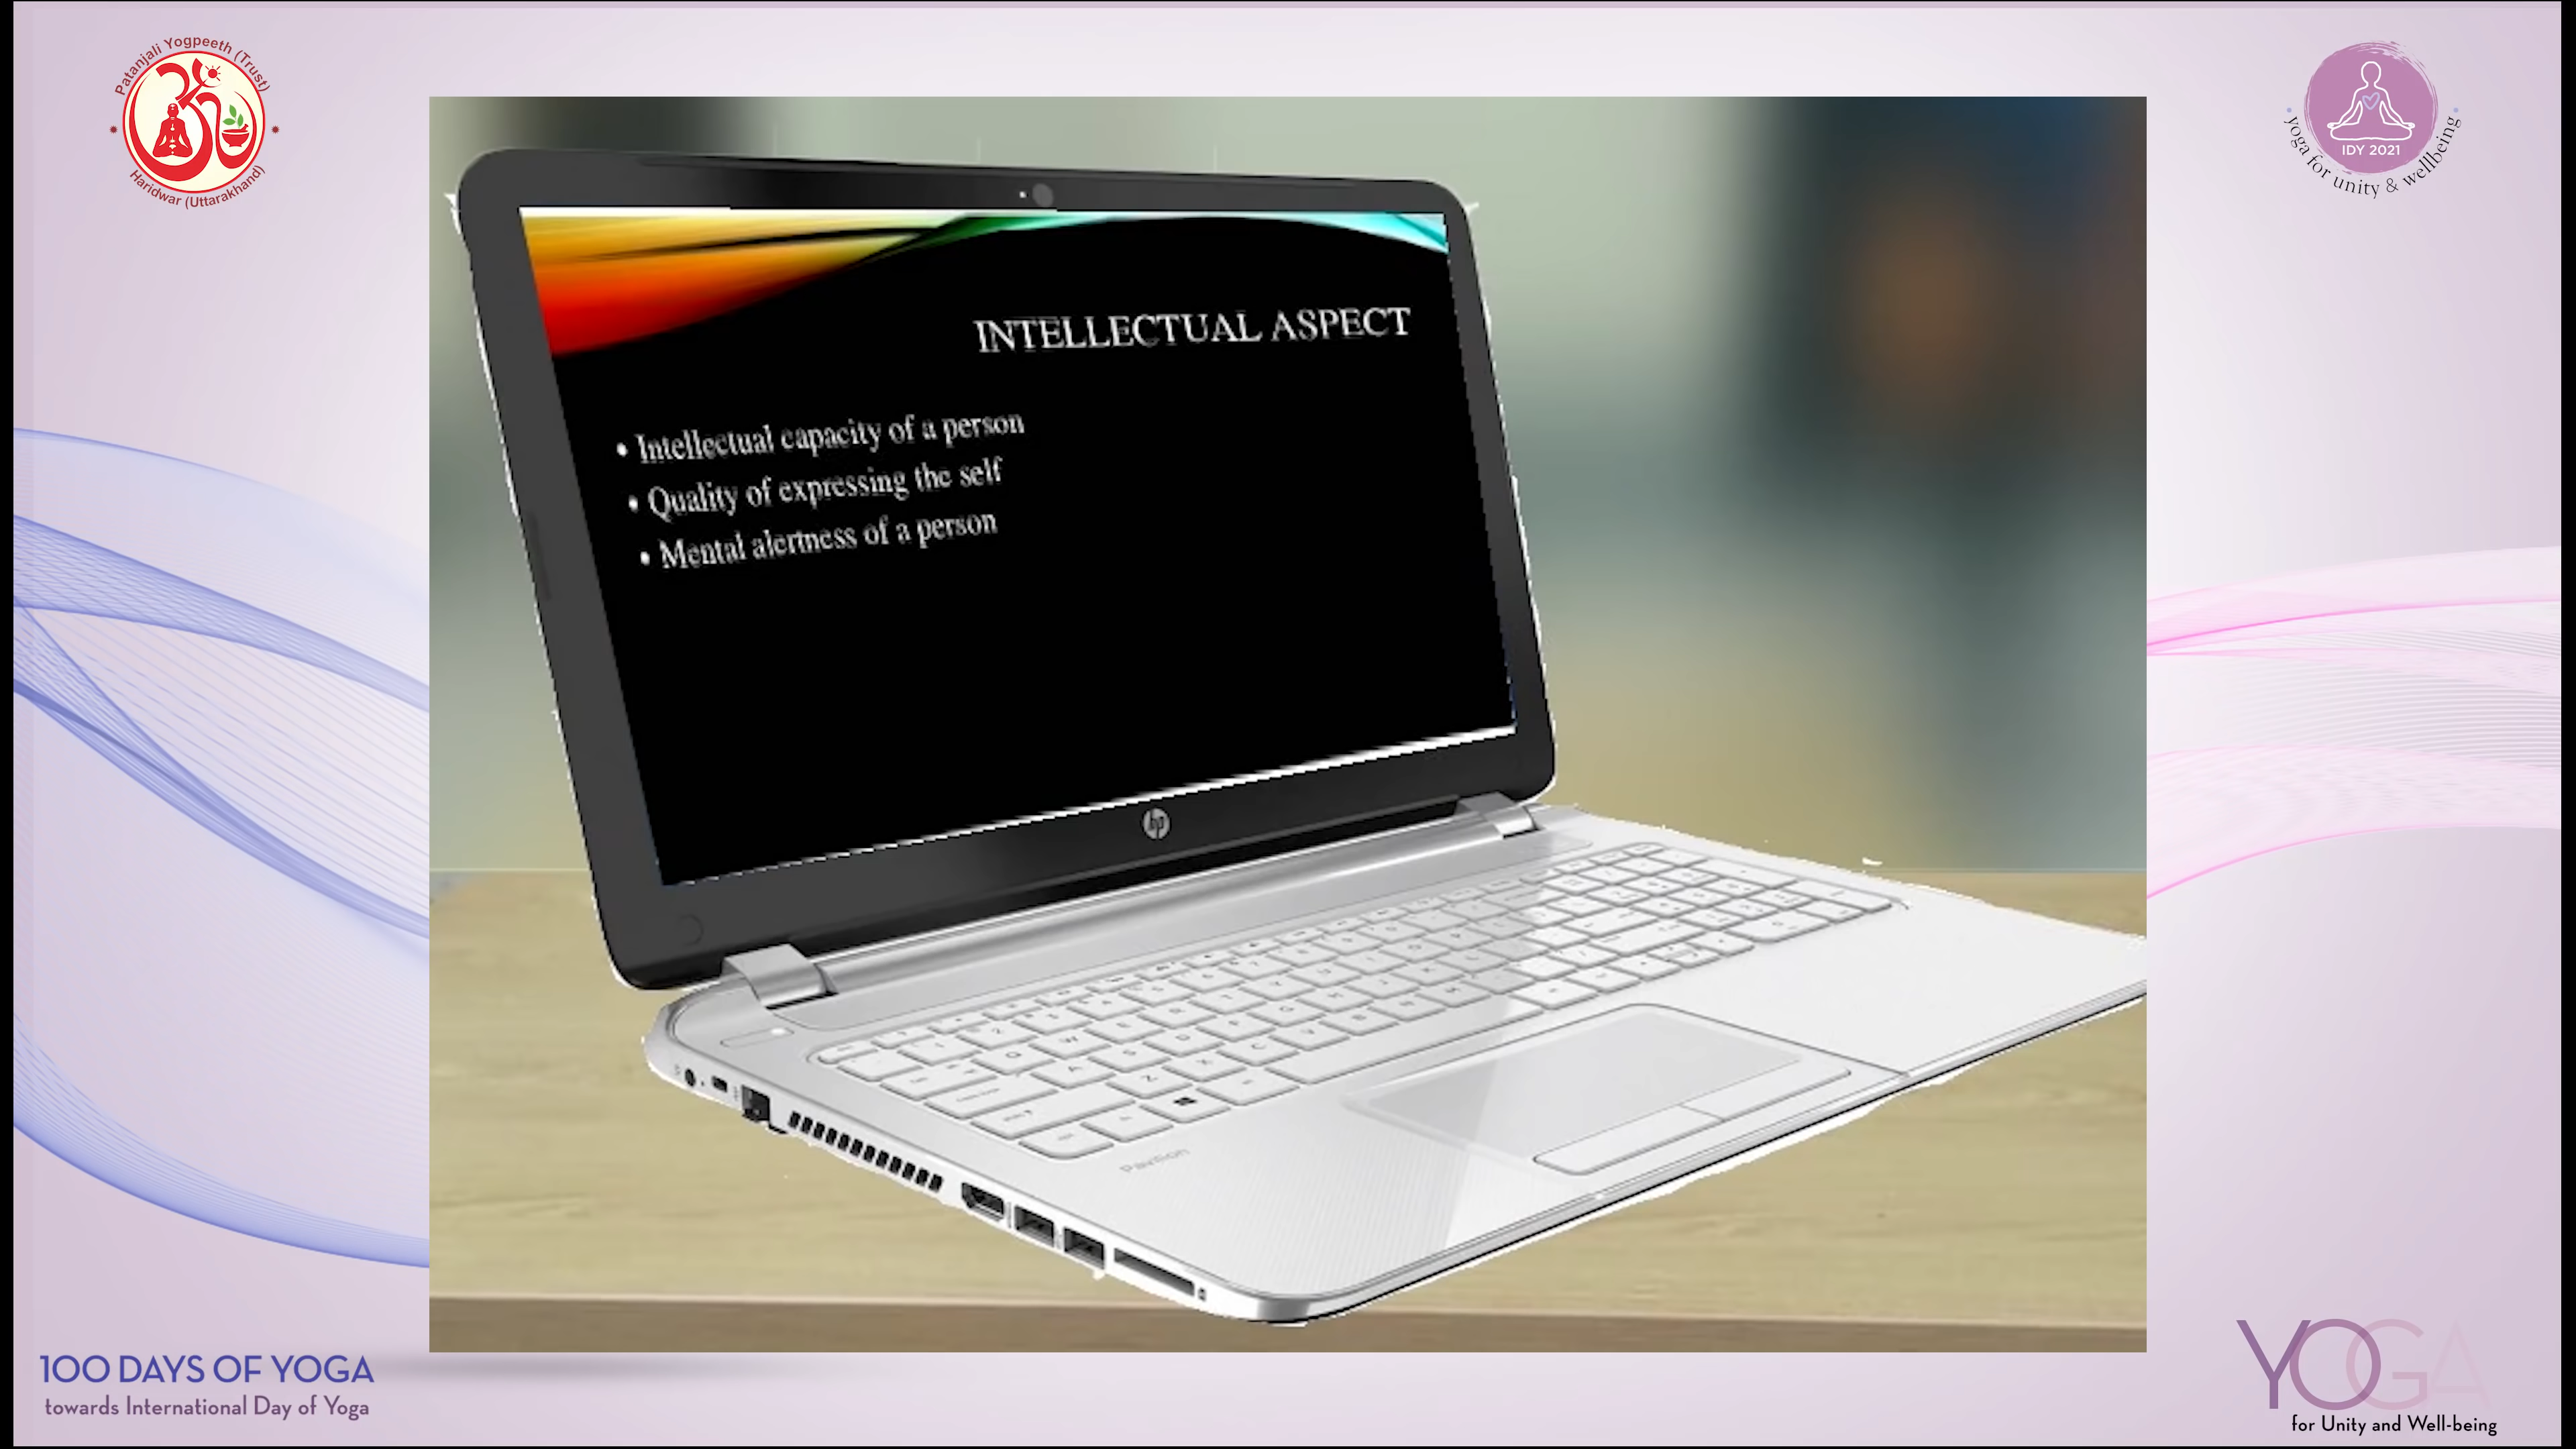 Patanjali Yogpeeth (Trust)
Haridwar (Uttarakhand)
IDY 2021
yoga for unity & wellbeing
INTELLECTUAL ASPECT
• Intellectual capacity of a person
• Quality of expressing the self
• Mental alertness of a person
hp
Pavilion
100 DAYS OF YOGA
towards International Day of Yoga
YOGA
for Unity and Well-being